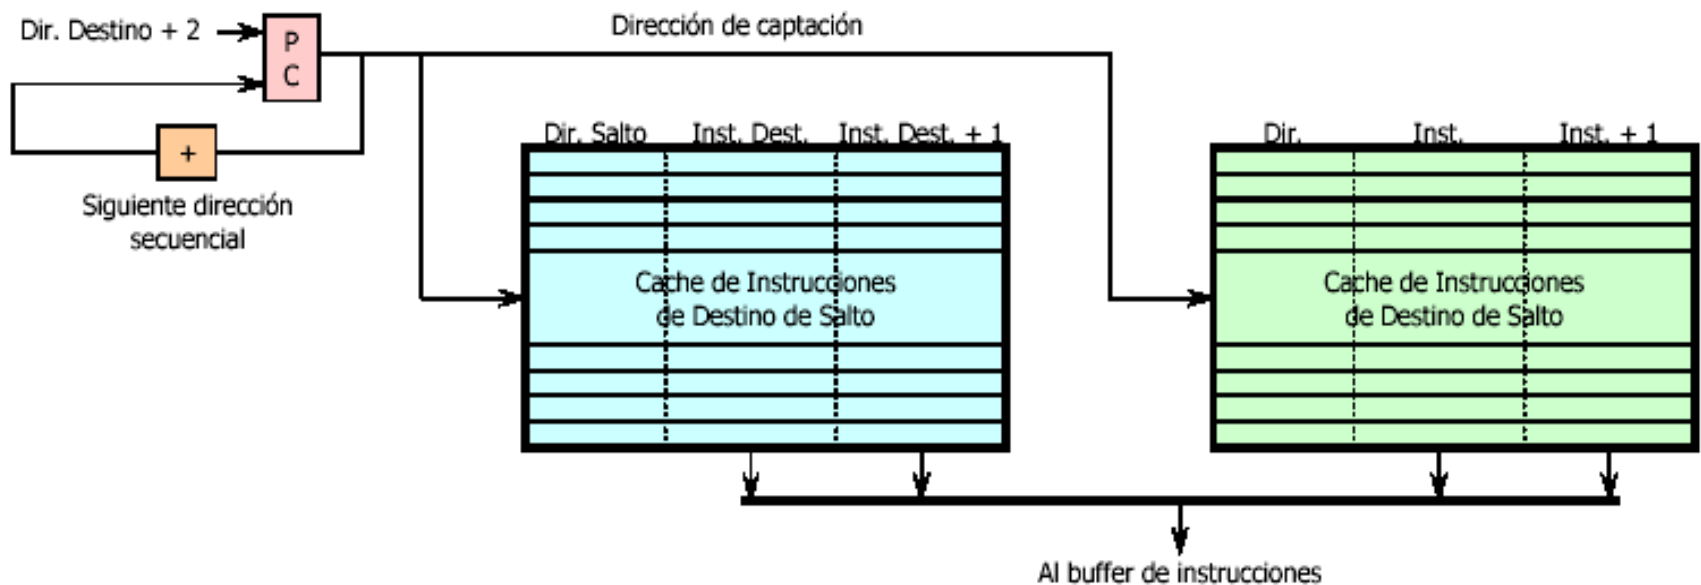 Dir. Destino + 2
P
C
Dirección de captación
+
Siguiente dirección
secuencial
Dir. Salto Inst. Dest. Inst. Dest. + 1
Cache de Instrucciones
de Destino de Salto
Dir. Inst. Inst. + 1
Cache de Instrucciones
de Destino de Salto
Al buffer de instrucciones